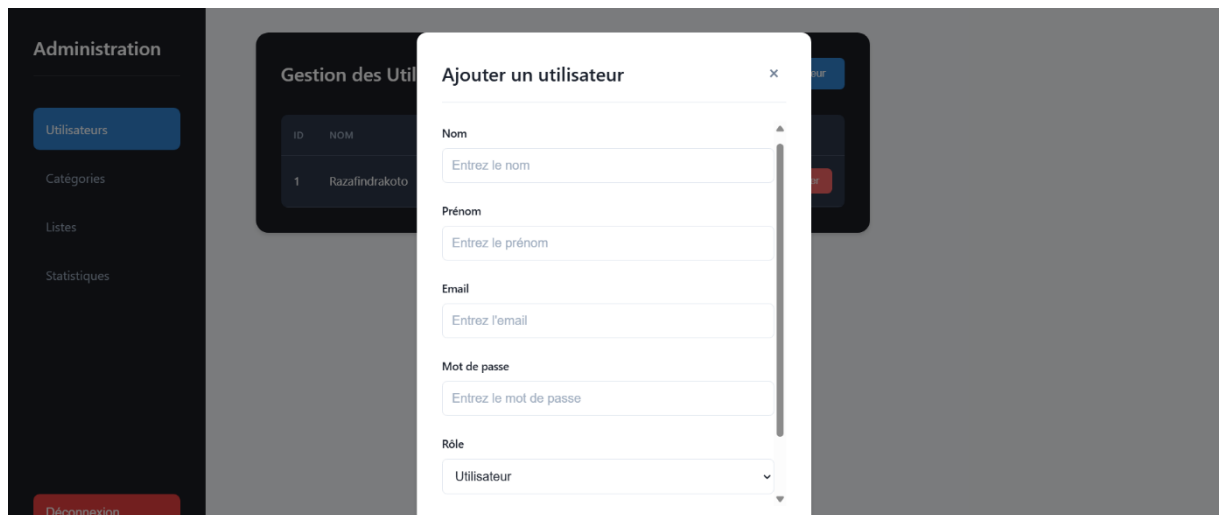 Administration
Utilisateurs
Catégories
Listes
Statistiques
Déconnexion
Gestion des Util
ID NOM
1 Razafindrakoto
Ajouter un utilisateur ×
Nom
Entrez le nom
Prénom
Entrez le prénom
Email
Entrez l'email
Mot de passe
Entrez le mot de passe
Rôle
Utilisateur